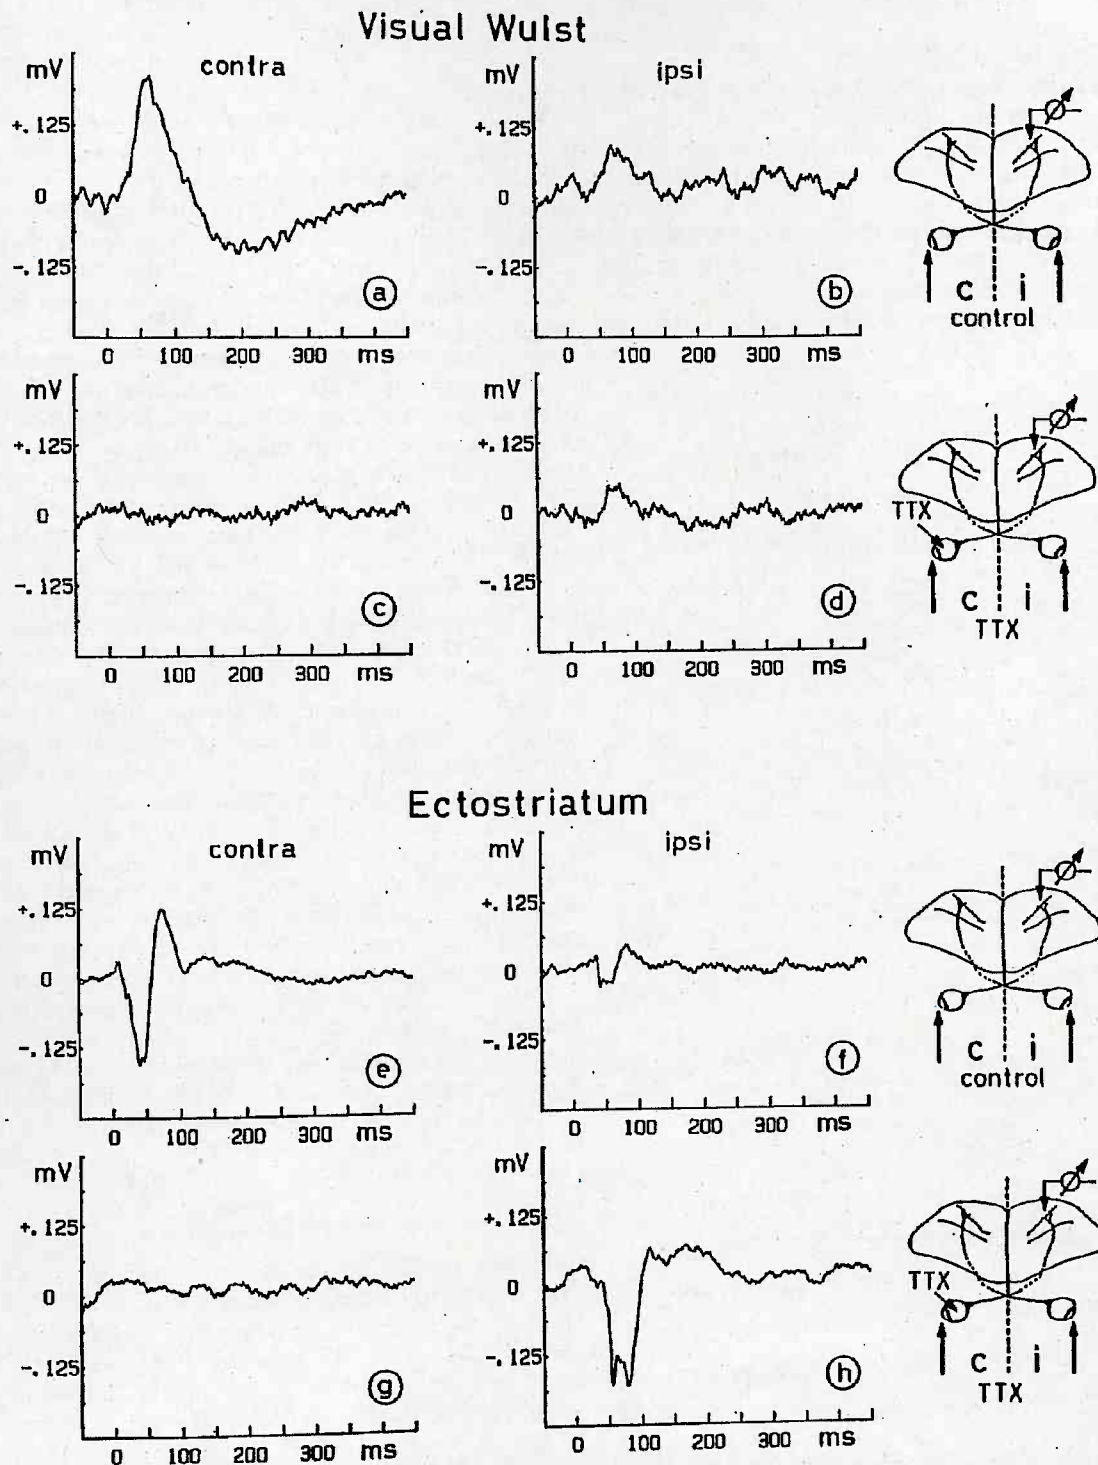 Visual Wulst
mV
contra
+.125
0
-.125
a
0 100 200 300 ms
mV
ipsi
+.125
0
-.125
b
0 100 200 300 ms
c i
control
mV
+.125
0
-.125
c
0 100 200 300 ms
mV
+.125
0
-.125
d
0 100 200 300 ms
TTX
c i
TTX
Ectostriatum
mV
contra
+.125
0
-.125
e
0 100 200 300 ms
mV
ipsi
+.125
0
-.125
f
0 100 200 300 ms
c i
control
mV
+.125
0
-.125
g
0 100 200 300 ms
mV
+.125
0
-.125
h
0 100 200 300 ms
TTX
c i
TTX